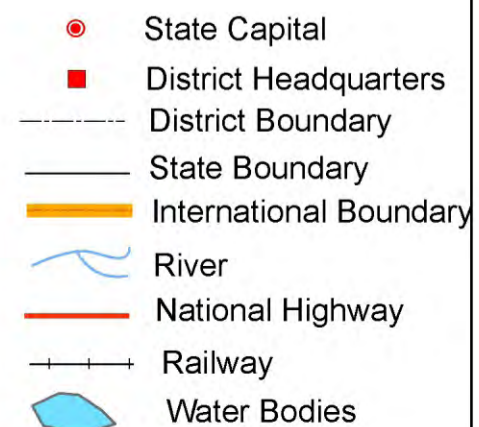 State Capital
District Headquarters
District Boundary
State Boundary
International Boundary
River
National Highway
Railway
Water Bodies